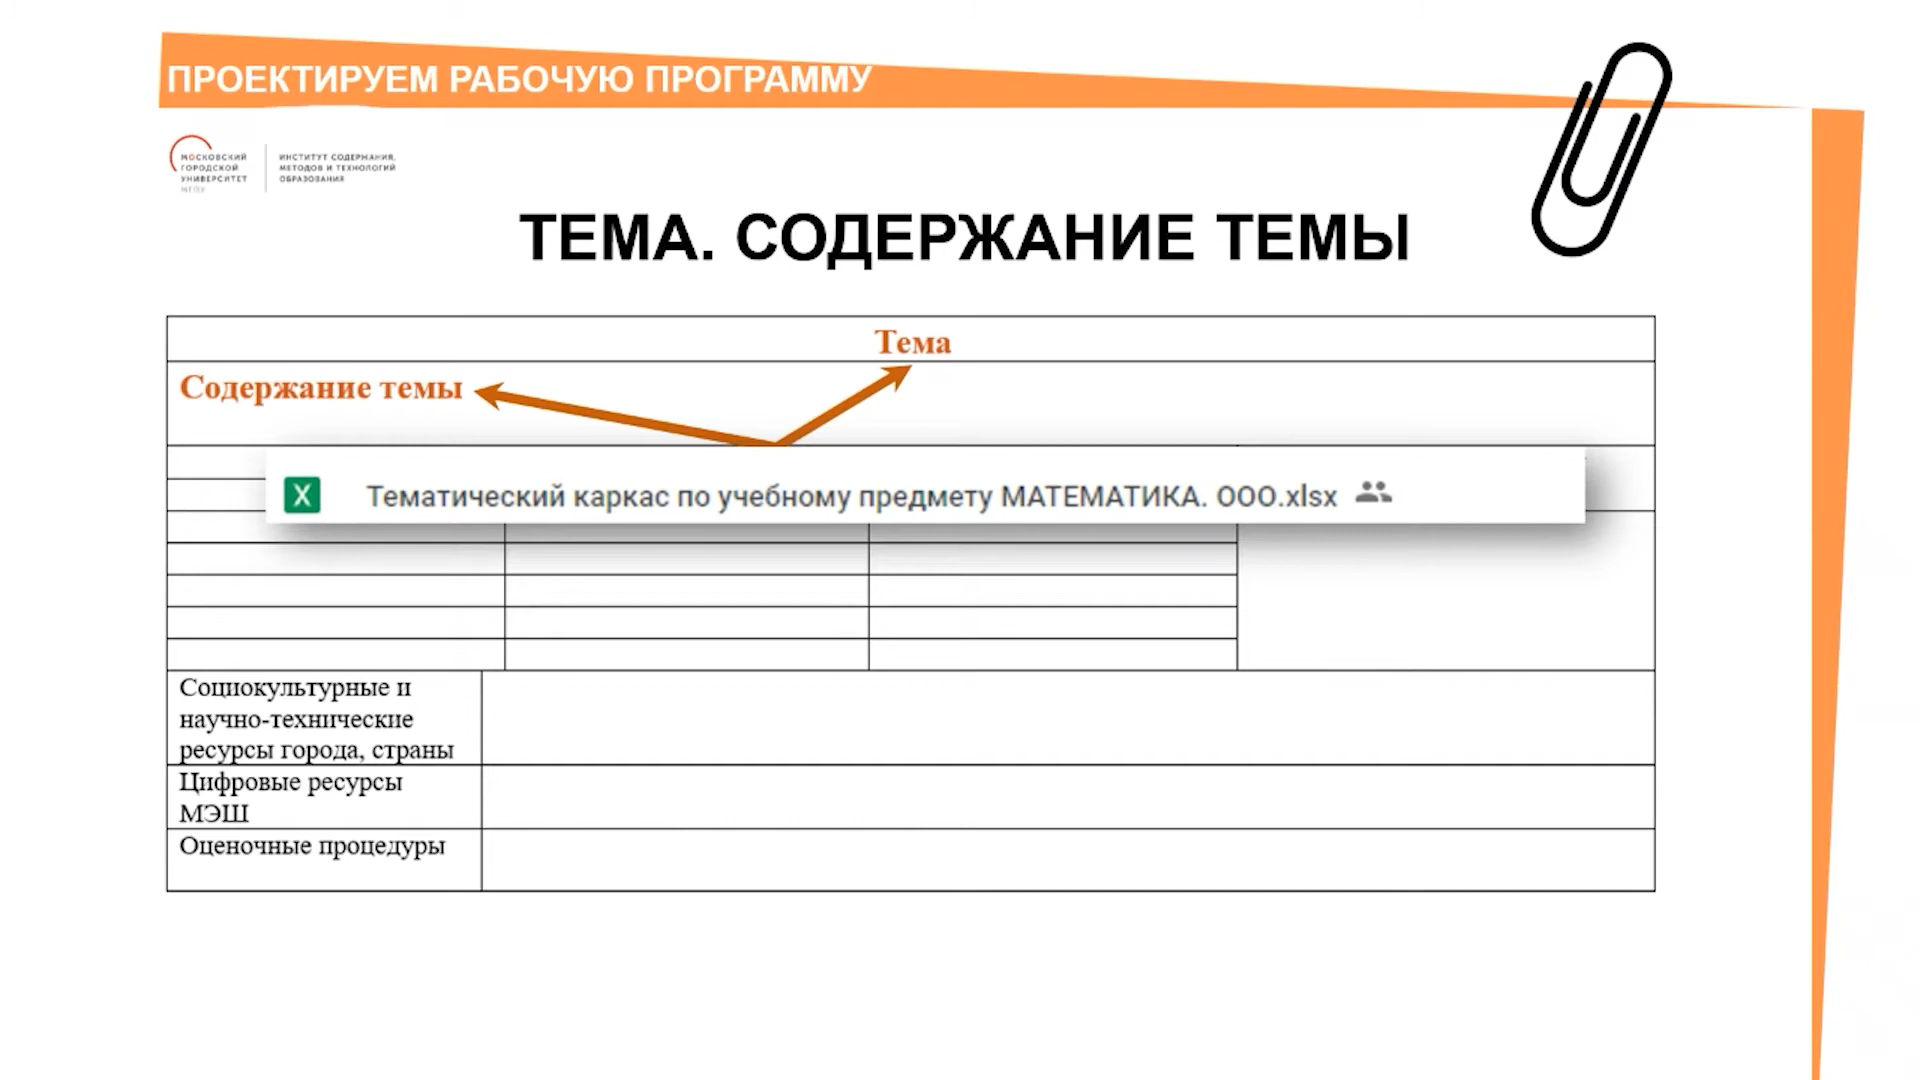 ПРОЕКТИРУЕМ РАБОЧУЮ ПРОГРАММУ
МОСКОВСКИЙ
ГОРОДСКОЙ
УНИВЕРСИТЕТ
МГПУ
ИНСТИТУТ СОДЕРЖАНИЯ,
МЕТОДОВ И ТЕХНОЛОГИЙ
ОБРАЗОВАНИЯ
ТЕМА. СОДЕРЖАНИЕ ТЕМЫ
Тема
Содержание темы
X
Тематический каркас по учебному предмету МАТЕМАТИКА. ООО.xlsx
Социокультурные и
научно-технические
ресурсы города, страны
Цифровые ресурсы
МЭШ
Оценочные процедуры